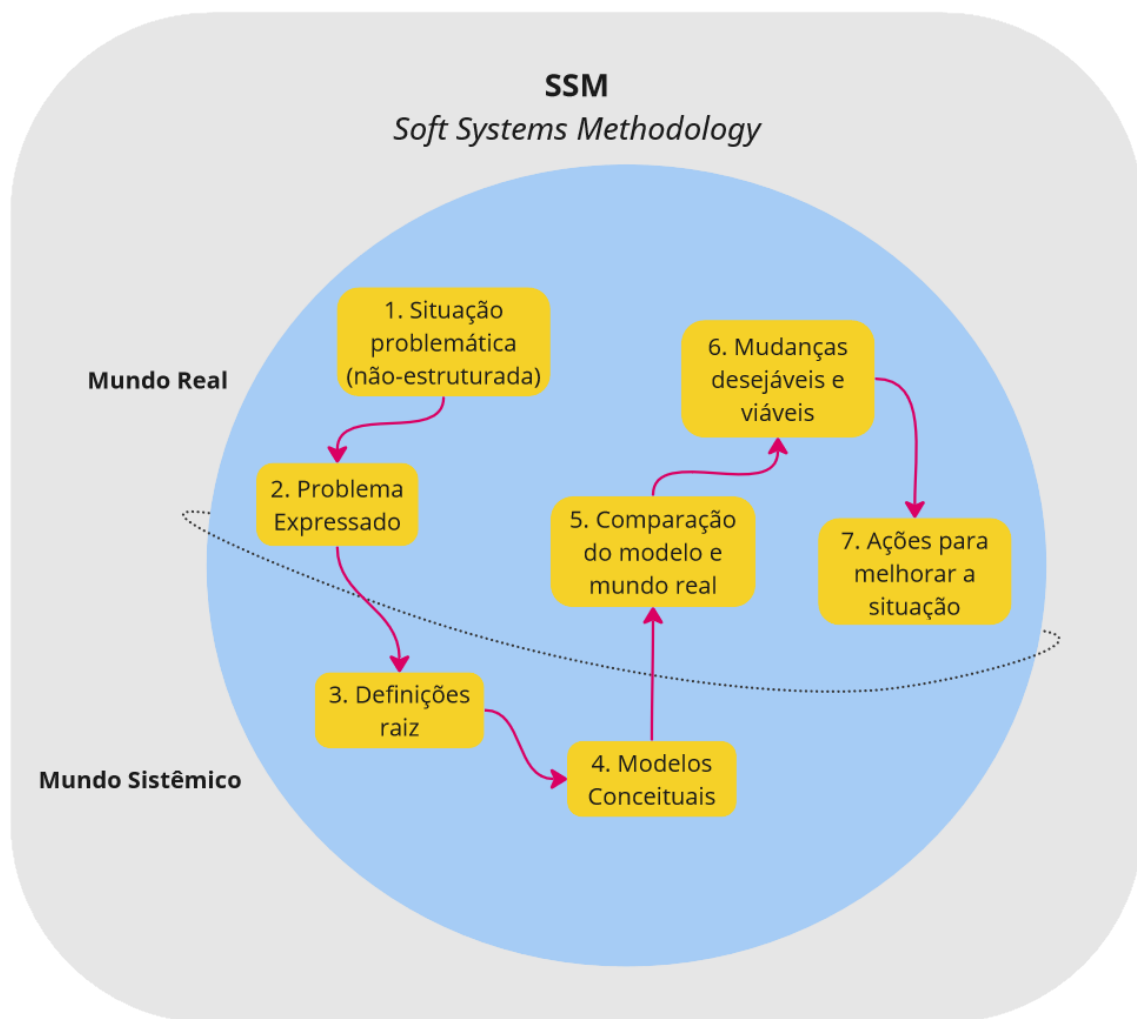 SSM
Soft Systems Methodology
Mundo Real
1. Situação
problemática
(não-estruturada)
2. Problema
Expressado
3. Definições
raiz
4. Modelos
Conceituais
5. Comparação
do modelo e
mundo real
6. Mudanças
desejáveis e
viáveis
7. Ações para
melhorar a
situação
Mundo Sistêmico